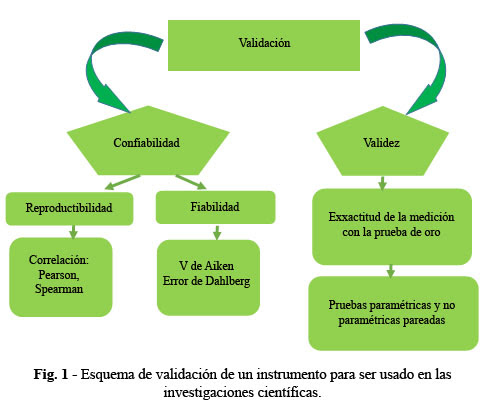 Validación
Confiabilidad
Validez
Reproductibilidad
Fiabilidad
Exxactitud de la medición
con la prueba de oro
Correlación:
Pearson,
Spearman
V de Aiken
Error de Dahlberg
Pruebas paramétricas y no
paramétricas pareadas
Fig. 1 - Esquema de validación de un instrumento para ser usado en las
investigaciones científicas.